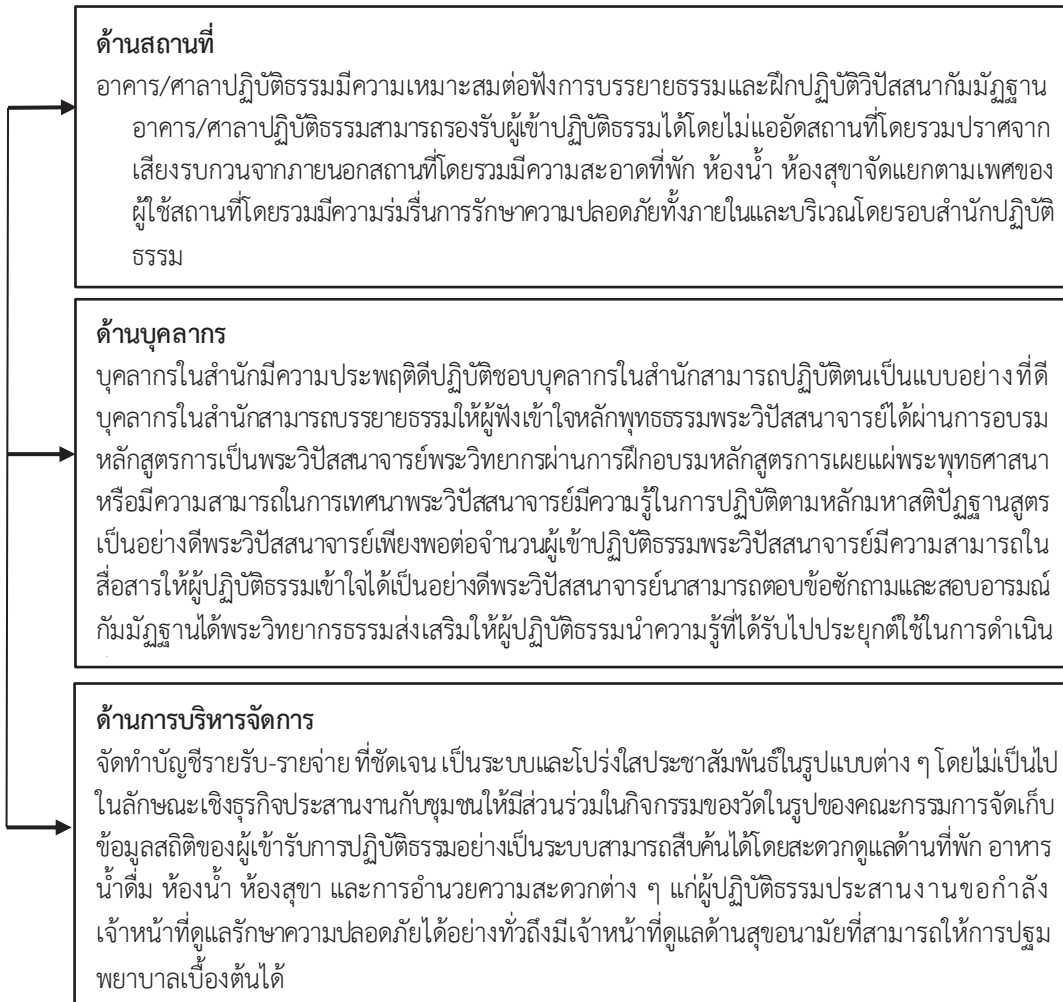 ด้านสถานที่
อาคาร/ศาลาปฏิบัติธรรมมีความเหมาะสมต่อฟังการบรรยายธรรมและฝึกปฏิบัติวิปัสสนากัมมัฏฐาน
อาคาร/ศาลาปฏิบัติธรรมสามารถรองรับผู้เข้าปฏิบัติธรรมได้โดยไม่แออัดสถานที่โดยรวมปราศจาก
เสียงรบกวนจากภายนอกสถานที่โดยรวมมีความสะอาดที่พัก ห้องน้ำ ห้องสุขาจัดแยกตามเพศของ
ผู้ใช้สถานที่โดยรวมมีความร่มรื่นการรักษาความปลอดภัยทั้งภายในและบริเวณโดยรอบสำนักปฏิบัติ
ธรรม
ด้านบุคลากร
บุคลากรในสำนักมีความประพฤติดีปฏิบัติชอบบุคลากรในสำนักสามารถปฏิบัติตนเป็นแบบอย่างที่ดี
บุคลากรในสำนักสามารถบรรยายธรรมให้ผู้ฟังเข้าใจหลักพุทธธรรมพระวิปัสสนาจารย์ได้ผ่านการอบรม
หลักสูตรการเป็นพระวิปัสสนาจารย์พระวิทยากรผ่านการฝึกอบรมหลักสูตรการเผยแผ่พระพุทธศาสนา
หรือมีความสามารถในการเทศนาพระวิปัสสนาจารย์มีความรู้ในการปฏิบัติตามหลักมหาสติปัฏฐานสูตร
เป็นอย่างดีพระวิปัสสนาจารย์เพียงพอต่อจำนวนผู้เข้าปฏิบัติธรรมพระวิปัสสนาจารย์มีความสามารถใน
สื่อสารให้ผู้ปฏิบัติธรรมเข้าใจได้เป็นอย่างดีพระวิปัสสนาจารย์นาสามารถตอบข้อซักถามและสอบอารมณ์
กัมมัฏฐานได้พระวิทยากรธรรมส่งเสริมให้ผู้ปฏิบัติธรรมนำความรู้ที่ได้รับไปประยุกต์ใช้ในการดำเนิน
ด้านการบริหารจัดการ
จัดทำบัญชีรายรับ-รายจ่าย ที่ชัดเจน เป็นระบบและโปร่งใสประชาสัมพันธ์ในรูปแบบต่าง ๆ โดยไม่เป็นไป
ในลักษณะเชิงธุรกิจประสานงานกับชุมชนให้มีส่วนร่วมในกิจกรรมของวัดในรูปของคณะกรรมการจัดเก็บ
ข้อมูลสถิติของผู้เข้ารับการปฏิบัติธรรมอย่างเป็นระบบสามารถสืบค้นได้โดยสะดวกดูแลด้านที่พัก อาหาร
น้ำดื่ม ห้องน้ำ ห้องสุขา และการอำนวยความสะดวกต่าง ๆ แก่ผู้ปฏิบัติธรรมประสานงานขอกำลัง
เจ้าหน้าที่ดูแลรักษาความปลอดภัยได้อย่างทั่วถึงมีเจ้าหน้าที่ดูแลด้านสุขอนามัยที่สามารถให้การปฐม
พยาบาลเบื้องต้นได้